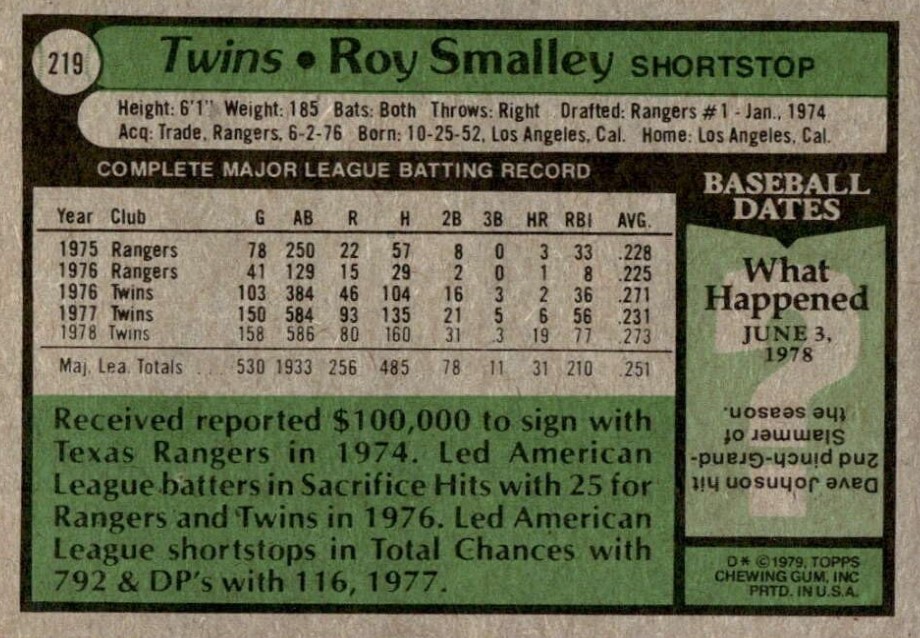 219
Twins • Roy Smalley SHORTSTOP
Height: 6'1" Weight: 185 Bats: Both Throws: Right Drafted: Rangers #1 - Jan., 1974
Acq: Trade, Rangers, 6-2-76 Born: 10-25-52, Los Angeles, Cal. Home: Los Angeles, Cal.
COMPLETE MAJOR LEAGUE BATTING RECORD
Year Club G AB R H 2B 3B HR RBI AVG.
1975 Rangers 78 250 22 57 8 0 3 33 .228
1976 Rangers 41 129 15 29 2 0 1 8 .225
1976 Twins 103 384 46 104 16 3 2 36 .271
1977 Twins 150 584 93 135 21 5 6 56 .231
1978 Twins 158 586 80 160 31 .3 19 77 .273
Maj. Lea. Totals .... 530 1933 256 485 78 11 31 210 .251
Received reported $100,000 to sign with
Texas Rangers in 1974. Led American
League batters in Sacrifice Hits with 25 for
Rangers and Twins in 1976. Led American
League shortstops in Total Chances with
792 & DP's with 116, 1977.
BASEBALL
DATES
What
Happened
JUNE 3,
1978
Dave Johnson hit
2nd pinch-Grand-
Slammer of
the season.
D* ©1979, TOPPS
CHEWING GUM, INC
PRTD. IN U.S.A.